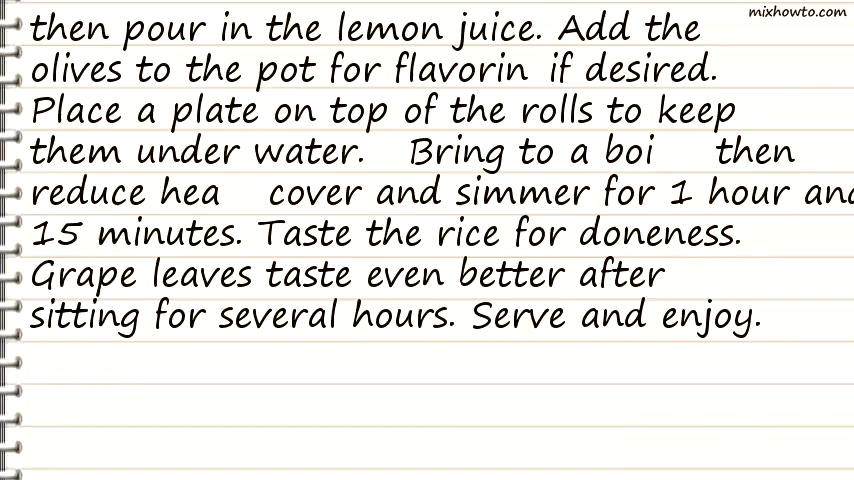 mixhowto.com
then pour in the lemon juice. Add the
olives to the pot for flavorin if desired.
Place a plate on top of the rolls to keep
them under water. Bring to a boi then
reduce hea cover and simmer for 1 hour and
15 minutes. Taste the rice for doneness.
Grape leaves taste even better after
sitting for several hours. Serve and enjoy.